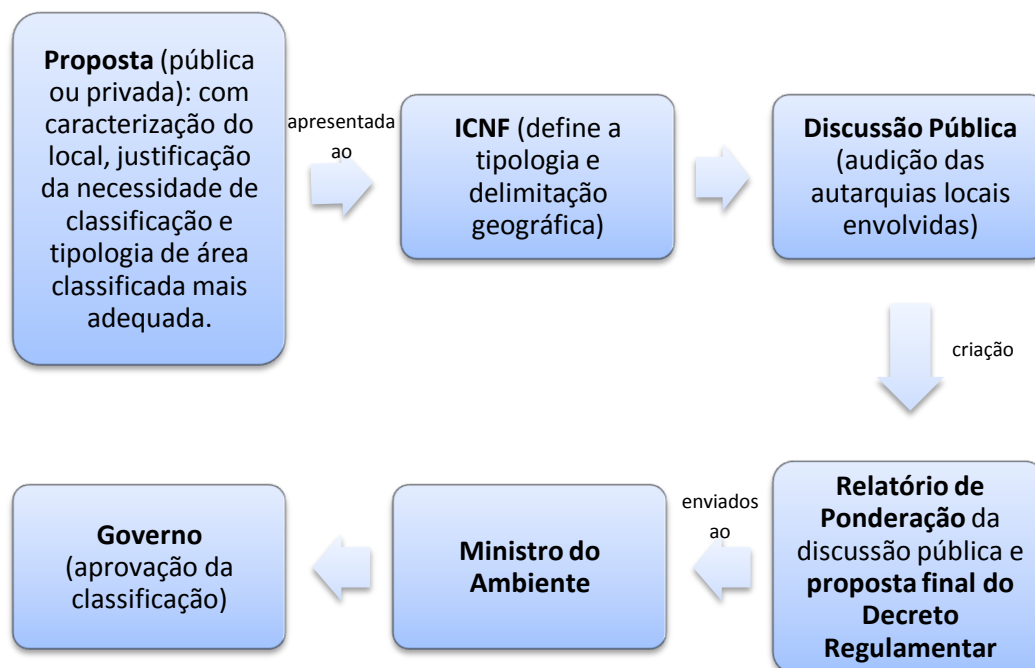 Proposta (pública
ou privada): com
caracterização do
local, justificação
da necessidade de
classificação e
tipologia de área
classificada mais
adequada.
apresentada
ao
ICNF (define a
tipologia e
delimitação
geográfica)
Discussão Pública
(audição das
autarquias locais
envolvidas)
criação
Relatório de
Ponderação da
discussão pública e
proposta final do
Decreto
Regulamentar
enviados
ao
Ministro do
Ambiente
Governo
(aprovação da
classificação)